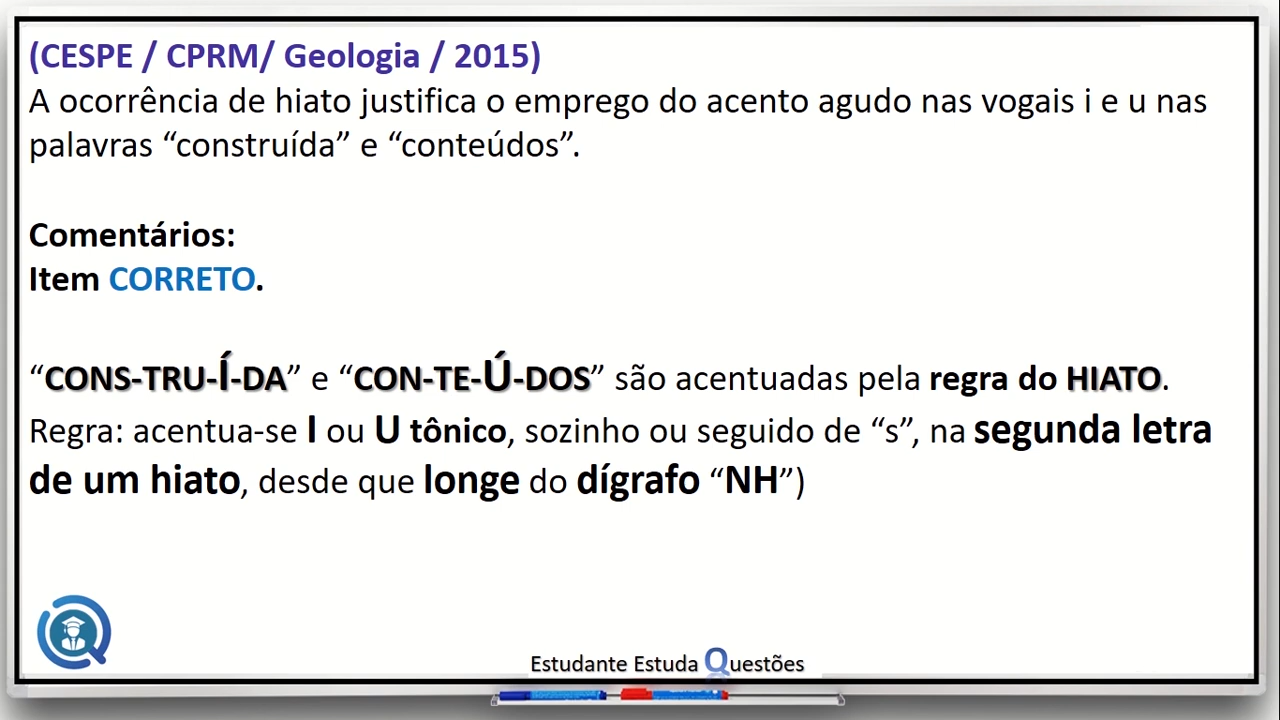 (CESPE / CPRM/ Geologia / 2015)
A ocorrência de hiato justifica o emprego do acento agudo nas vogais i e u nas
palavras “construída” e “conteúdos”.
Comentários:
Item CORRETO.
“CONS-TRU-Í-DA” e “CON-TE-Ú-DOS” são acentuadas pela regra do HIATO.
Regra: acentua-se I ou U tônico, sozinho ou seguido de “s”, na segunda letra
de um hiato, desde que longe do dígrafo “NH”)
Estudante Estuda Questões